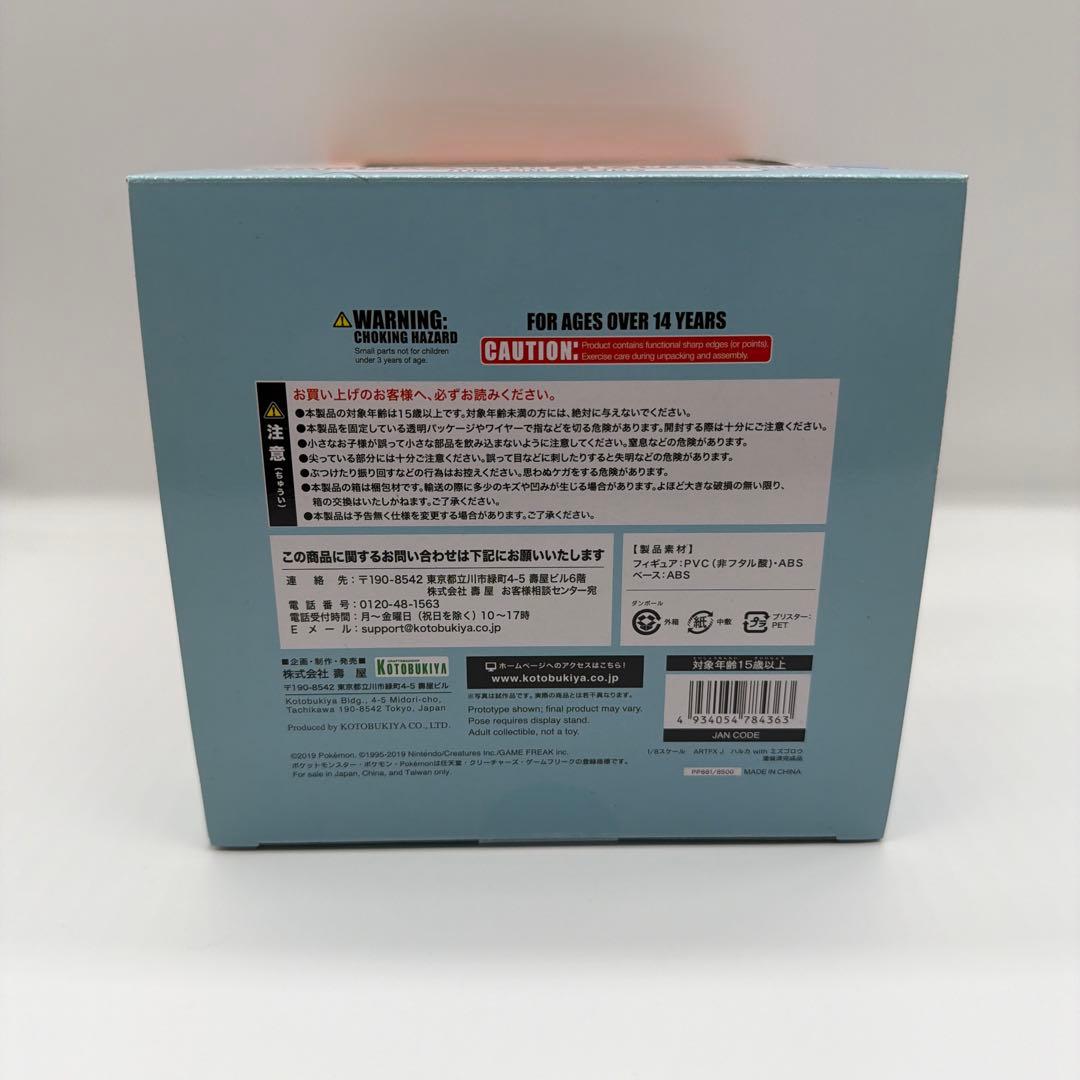 WARNING:
CHOKING HAZARD
Small parts not for children
under 3 years of age.
FOR AGES OVER 14 YEARS
CAUTION:
Product contains functional sharp edges (or points).
Exercise care during unpacking and assembly.
注意(ちゅうい)
お買い上げのお客様へ、必ずお読みください。
●本製品の対象年齢は15歳以上です。対象年齢未満の方には、絶対に与えないでください。
●本製品を固定している透明パッケージやワイヤーで指などを切る危険があります。開封する際は十分にご注意ください。
●小さなお子様が誤って小さな部品を飲み込まないように注意してください。窒息などの危険があります。
●尖っている部分には十分ご注意ください。誤って目などに刺したりすると失明などの危険があります。
●ぶつけたり振り回すなどの行為はお控えください。思わぬケガをする危険があります。
●本製品の箱は梱包材です。輸送の際に多少のキズや凹みが生じる場合があります。よほど大きな破損の無い限り、
箱の交換はいたしかねます。ご了承ください。
●本製品は予告無く仕様を変更する場合があります。ご了承ください。
この商品に関するお問い合わせは下記にお願いいたします
連絡先:〒190-8542 東京都立川市緑町4-5 壽屋ビル6階
株式会社 壽屋 お客様相談センター宛
電話番号:0120-48-1563
電話受付時間:月〜金曜日(祝日を除く)10〜17時
Eメール:support@kotobukiya.co.jp
【製品素材】
フィギュア:PVC(非フタル酸)・ABS
ベース:ABS
ダンボール
外箱
紙
中敷
プラ
ブリスター:
PET
■企画・制作・発売■
株式会社 壽屋
KOTOBUKIYA
〒190-8542 東京都立川市緑町4-5 壽屋ビル
Kotobukiya Bldg., 4-5 Midori-cho,
Tachikawa 190-8542 Tokyo, Japan
Produced by KOTOBUKIYA CO., LTD.
ホームページへのアクセスはこちら!
www.kotobukiya.co.jp
※写真は試作品です。実際の商品とは若干異なります。
Prototype shown; final product may vary.
Pose requires display stand.
Adult collectible, not a toy.
対象年齢15歳以上
4 934054 784363
JAN CODE
©2019 Pokémon. ©1995-2019 Nintendo/Creatures Inc./GAME FREAK inc.
ポケットモンスター・ポケモン・Pokémonは任天堂・クリーチャーズ・ゲームフリークの登録商標です。
For sale in Japan, China, and Taiwan only.
1/8スケール ARTFX J ハルカ with ミズゴロウ
塗装済完成品
PP881/8500
MADE IN CHINA